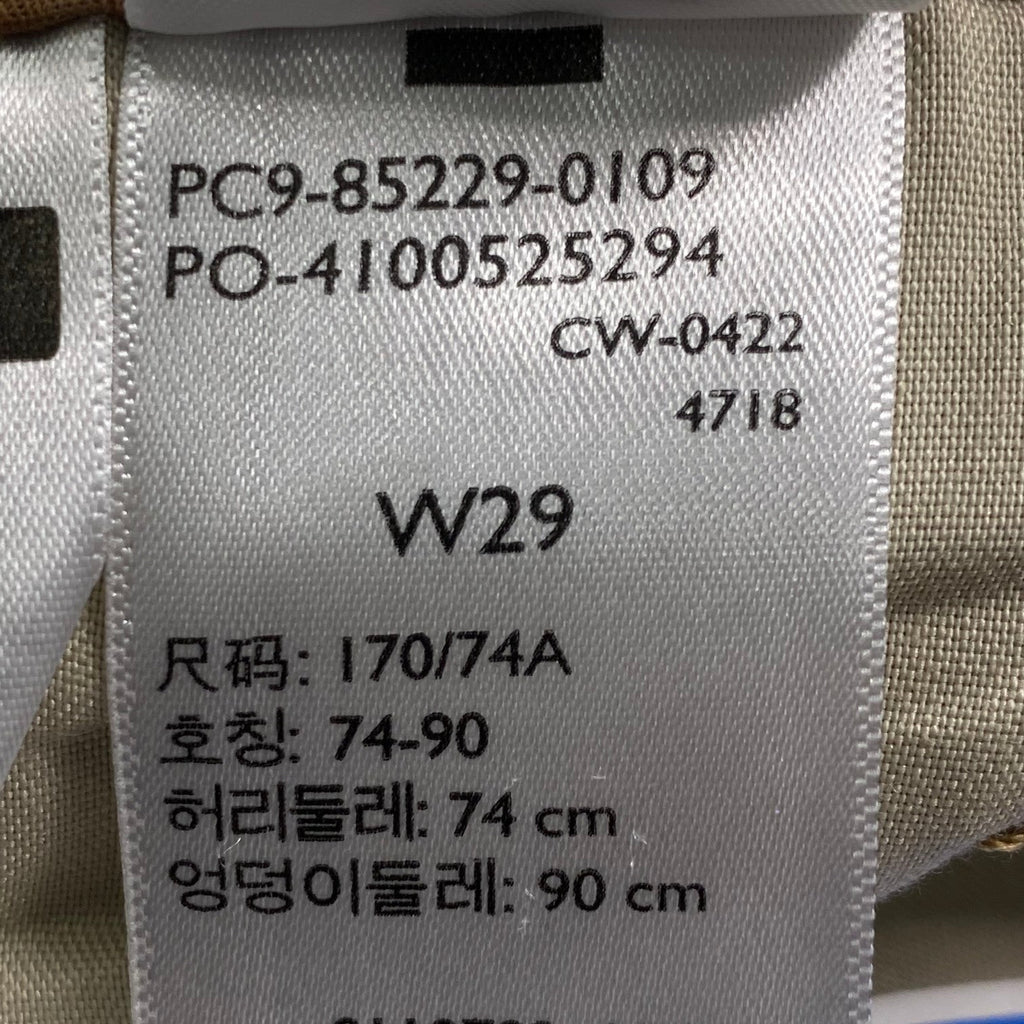 PC9-85229-0109
PO-4100525294
CW-0422
4718
W29
尺码: 170/74A
호칭: 74-90
허리둘레: 74 cm
엉덩이둘레: 90 cm